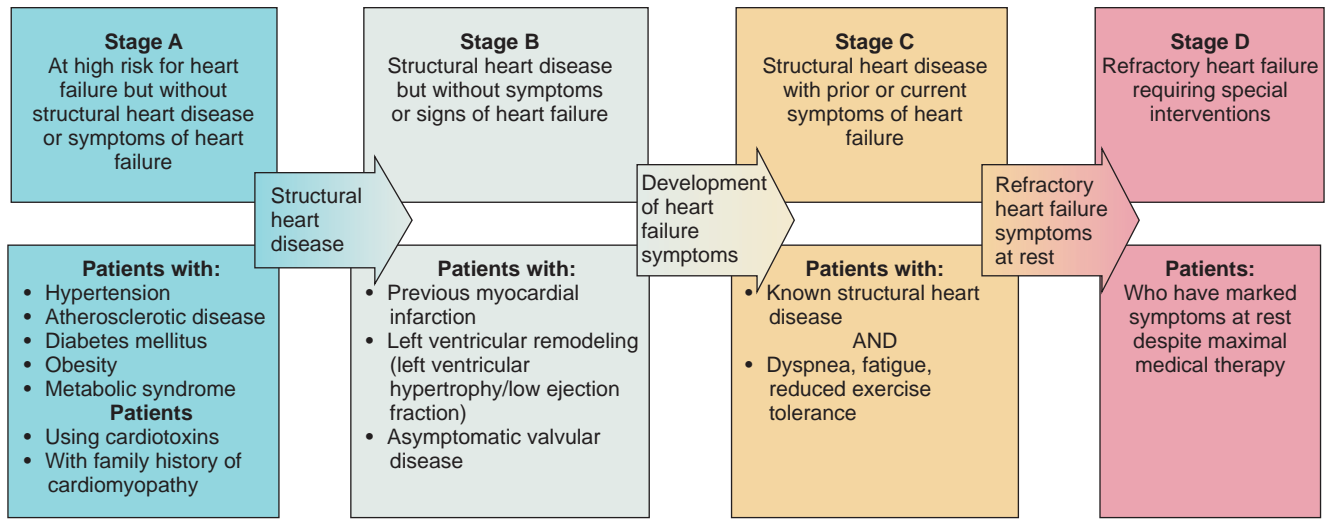 Stage A
At high risk for heart
failure but without
structural heart disease
or symptoms of heart
failure
Structural
heart
disease
Patients with:
• Hypertension
• Atherosclerotic disease
• Diabetes mellitus
• Obesity
• Metabolic syndrome
Patients
• Using cardiotoxins
• With family history of
cardiomyopathy
Stage B
Structural heart disease
but without symptoms
or signs of heart failure
Development
of heart
failure
symptoms
Patients with:
• Previous myocardial
infarction
• Left ventricular remodeling
(left ventricular
hypertrophy/low ejection
fraction)
• Asymptomatic valvular
disease
Stage C
Structural heart disease
with prior or current
symptoms of heart
failure
Refractory
heart failure
symptoms
at rest
Patients with:
• Known structural heart
disease
AND
• Dyspnea, fatigue,
reduced exercise
tolerance
Stage D
Refractory heart failure
requiring special
interventions
Patients:
Who have marked
symptoms at rest
despite maximal
medical therapy